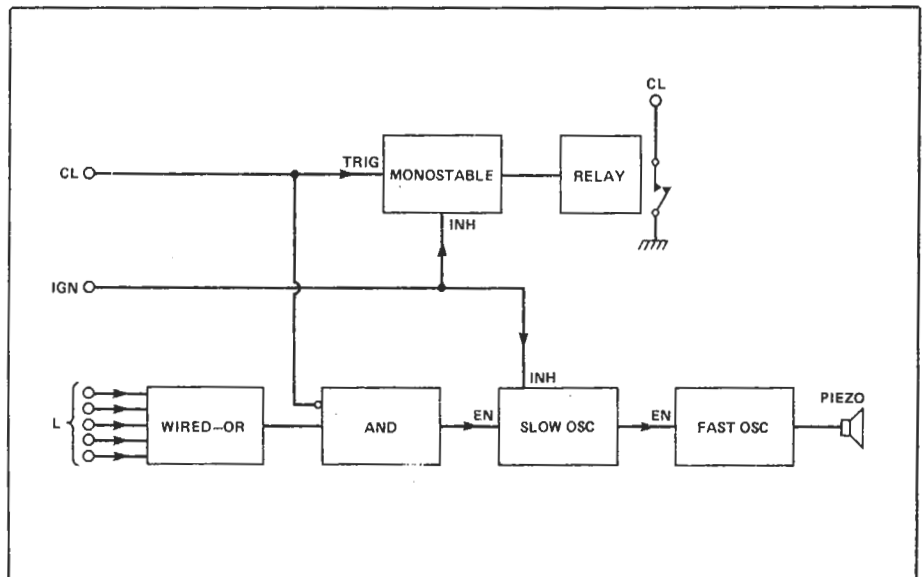 CL
CL
TRIG
MONOSTABLE
RELAY
INH
IGN
INH
PIEZO
L
WIRED-OR
AND
EN
SLOW OSC
EN
FAST OSC